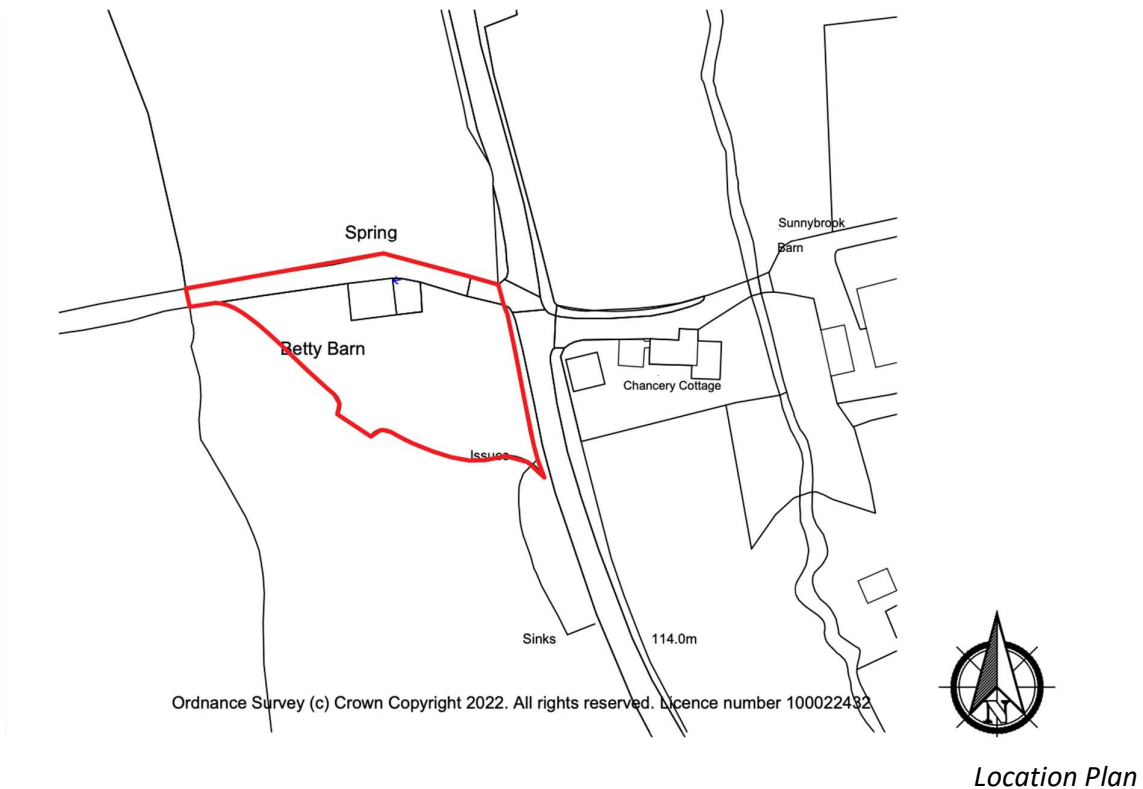 Spring
Sunnybrook
Barn
Betty Barn
Chancery Cottage
Issues
Sinks
114.0m
Ordnance Survey (c) Crown Copyright 2022. All rights reserved. Licence number 100022432
N
Location Plan